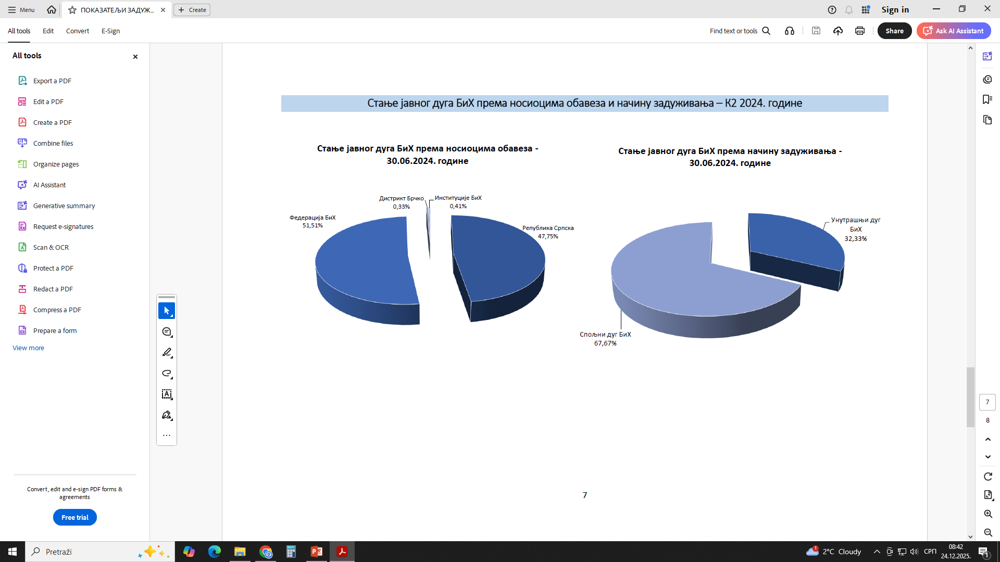 Menu
ПОКАЗАТЕЉИ ЗАДУЖ...
Create
Sign in
All tools
Edit
Convert
E-Sign
Find text or tools
Share
Ask AI Assistant
All tools
Export a PDF
Edit a PDF
Create a PDF
Combine files
Organize pages
AI Assistant
Generative summary
Request e-signatures
Scan & OCR
Protect a PDF
Redact a PDF
Compress a PDF
Prepare a form
View more
Convert, edit and e-sign PDF forms &
agreements
Free trial
Стање јавног дуга БиХ према носиоцима обавеза и начину задуживања – К2 2024. године
Стање јавног дуга БиХ према носиоцима обавеза -
30.06.2024. године
Дистрикт Брчко
0,33%
Институције БиХ
0,41%
Федерација БиХ
51,51%
Република Српска
47,75%
Стање јавног дуга БиХ према начину задуживања -
30.06.2024. године
Унутрашњи дуг
БиХ
32,33%
Спољни дуг БиХ
67,67%
7
7
8
Pretraži
1
2°C Cloudy
СРП
08:42
24.12.2025.
1